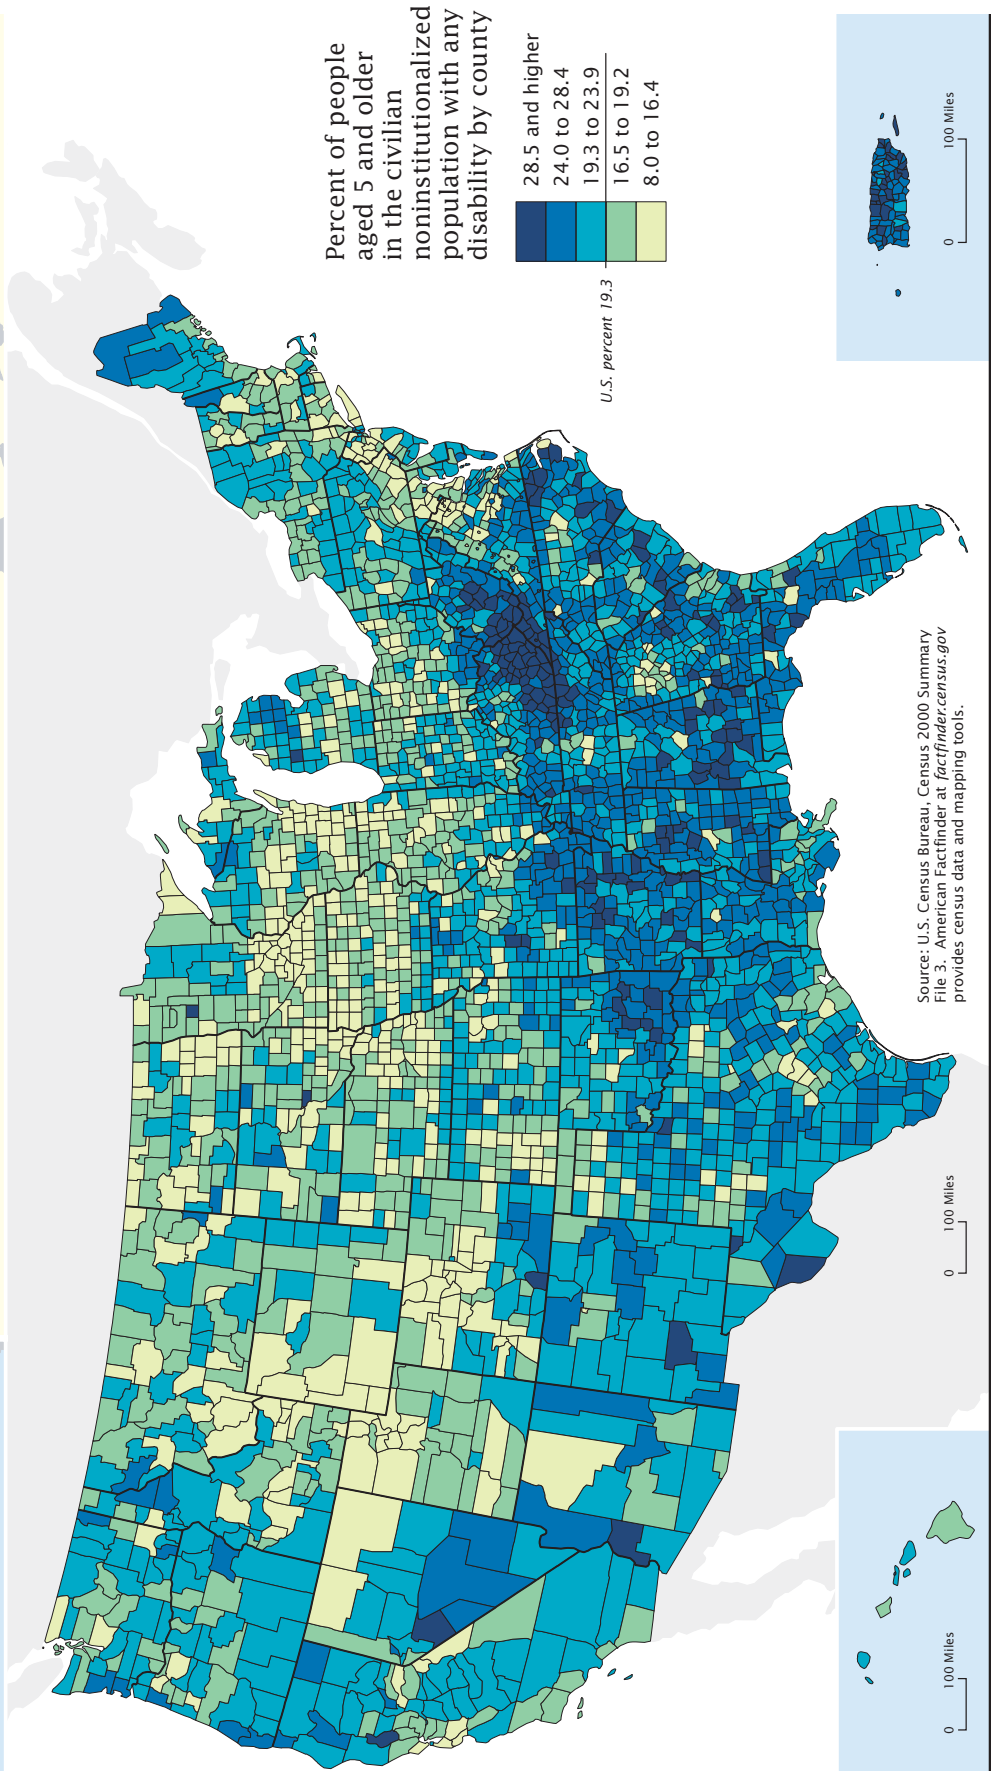 Percent of people
aged 5 and older
in the civilian
noninstitutionalized
population with any
disability by county
28.5 and higher
24.0 to 28.4
19.3 to 23.9
16.5 to 19.2
8.0 to 16.4
U.S. percent 19.3
0 100 Miles
0 100 Miles
0 100 Miles
Source: U.S. Census Bureau, Census 2000 Summary
File 3. American Factfinder at factfinder.census.gov
provides census data and mapping tools.